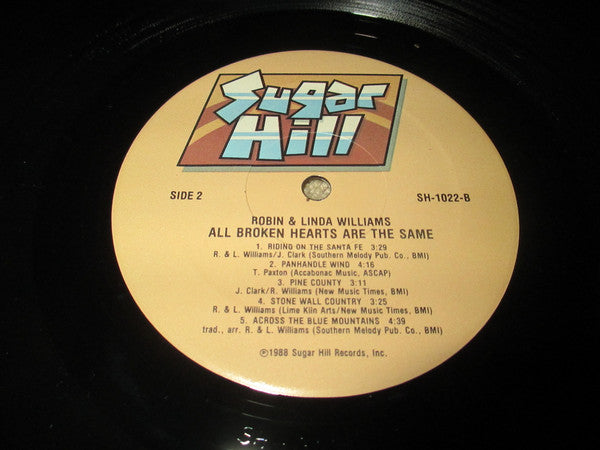 Sugar
Hill
SIDE 2
SH-1022-B
ROBIN & LINDA WILLIAMS
ALL BROKEN HEARTS ARE THE SAME
1. RIDING ON THE SANTA FE 3:29
R. & L. Williams/J. Clark (Southern Melody Pub. Co., BMI)
2. PANHANDLE WIND 4:16
T. Paxton (Accabonac Music, ASCAP)
3. PINE COUNTY 3:11
J. Clark/R. Williams (New Music Times, BMI)
4. STONE WALL COUNTRY 3:25
R. & L. Williams (Lime Kiln Arts/New Music Times, BMI)
5. ACROSS THE BLUE MOUNTAINS 4:39
trad., arr. R. & L. Williams (Southern Melody Pub. Co., BMI)
℗1988 Sugar Hill Records, Inc.